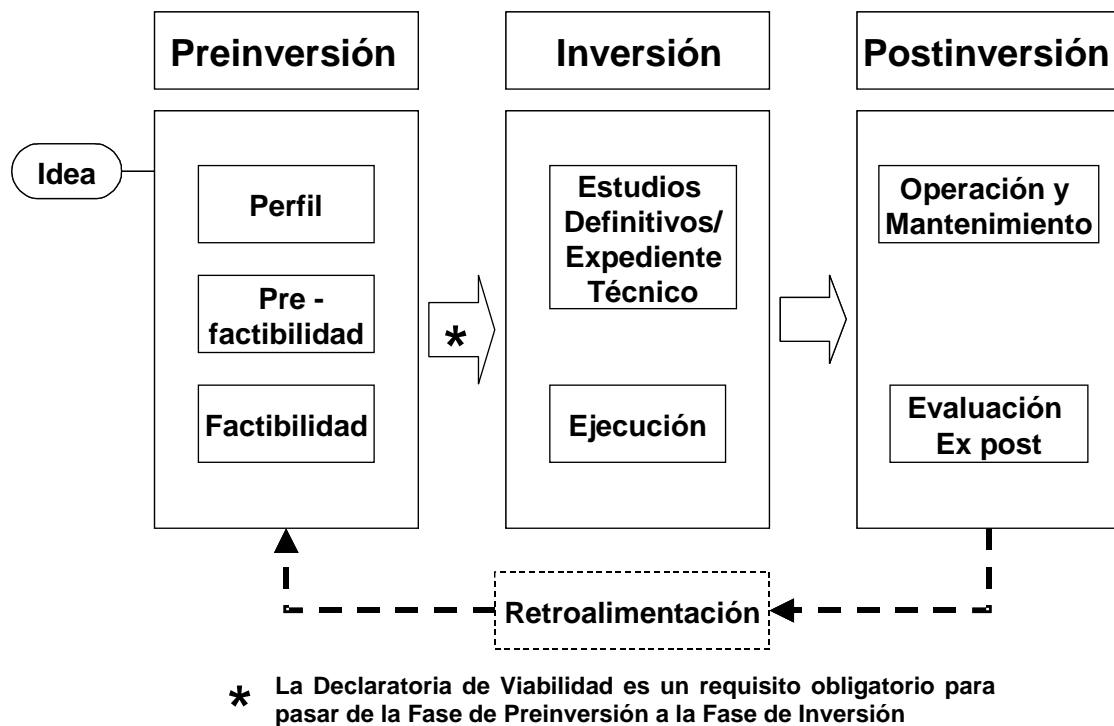 Preinversión
Inversión
Postinversión
Idea
Perfil
Pre -
factibilidad
Factibilidad
*
Estudios
Definitivos/
Expediente
Técnico
Ejecución
Operación y
Mantenimiento
Evaluación
Ex post
Retroalimentación
* La Declaratoria de Viabilidad es un requisito obligatorio para
pasar de la Fase de Preinversión a la Fase de Inversión